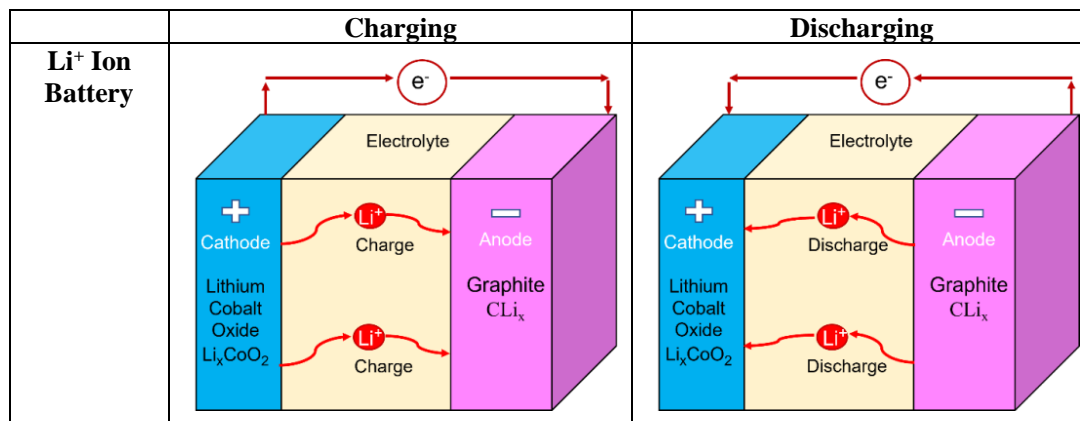 Charging
Discharging
Li⁺ Ion
Battery
e⁻
Electrolyte
+
Cathode
Lithium
Cobalt
Oxide
LiₓCoO₂
Li⁺
Charge
Li⁺
Charge
−
Anode
Graphite
CLiₓ
e⁻
Electrolyte
+
Cathode
Lithium
Cobalt
Oxide
LiₓCoO₂
Li⁺
Discharge
Li⁺
Discharge
−
Anode
Graphite
CLiₓ